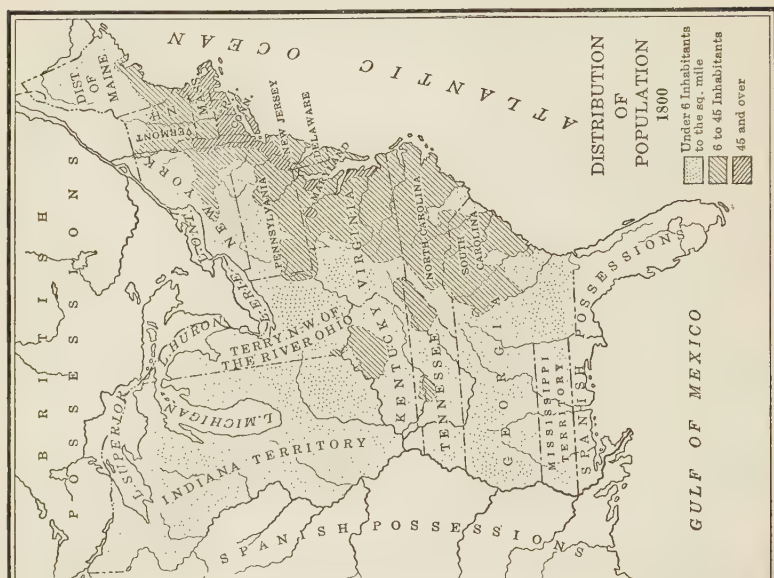 DISTRIBUTION
OF
POPULATION
1800
Under 6 Inhabitants
to the sq. mile
6 to 45 Inhabitants
45 and over
BRITISH
POSSESSIONS
ATLANTIC OCEAN
DIST.
OF
MAINE
VERMONT
N.H.
MASS.
CONN.
NEW YORK
L. ONT.
L. ERIE
L. HURON
L. SUPERIOR
L. MICHIGAN
PENNSYLVANIA
NEW JERSEY
DELAWARE
MARYLAND
TERR'Y N.W. OF
THE RIVER OHIO
INDIANA TERRITORY
VIRGINIA
KENTUCKY
NORTH CAROLINA
TENNESSEE
SOUTH
CAROLINA
GEORGIA
MISSISSIPPI
TERRITORY
SPANISH POSSESSIONS
SPANISH POSSESSIONS
GULF OF MEXICO